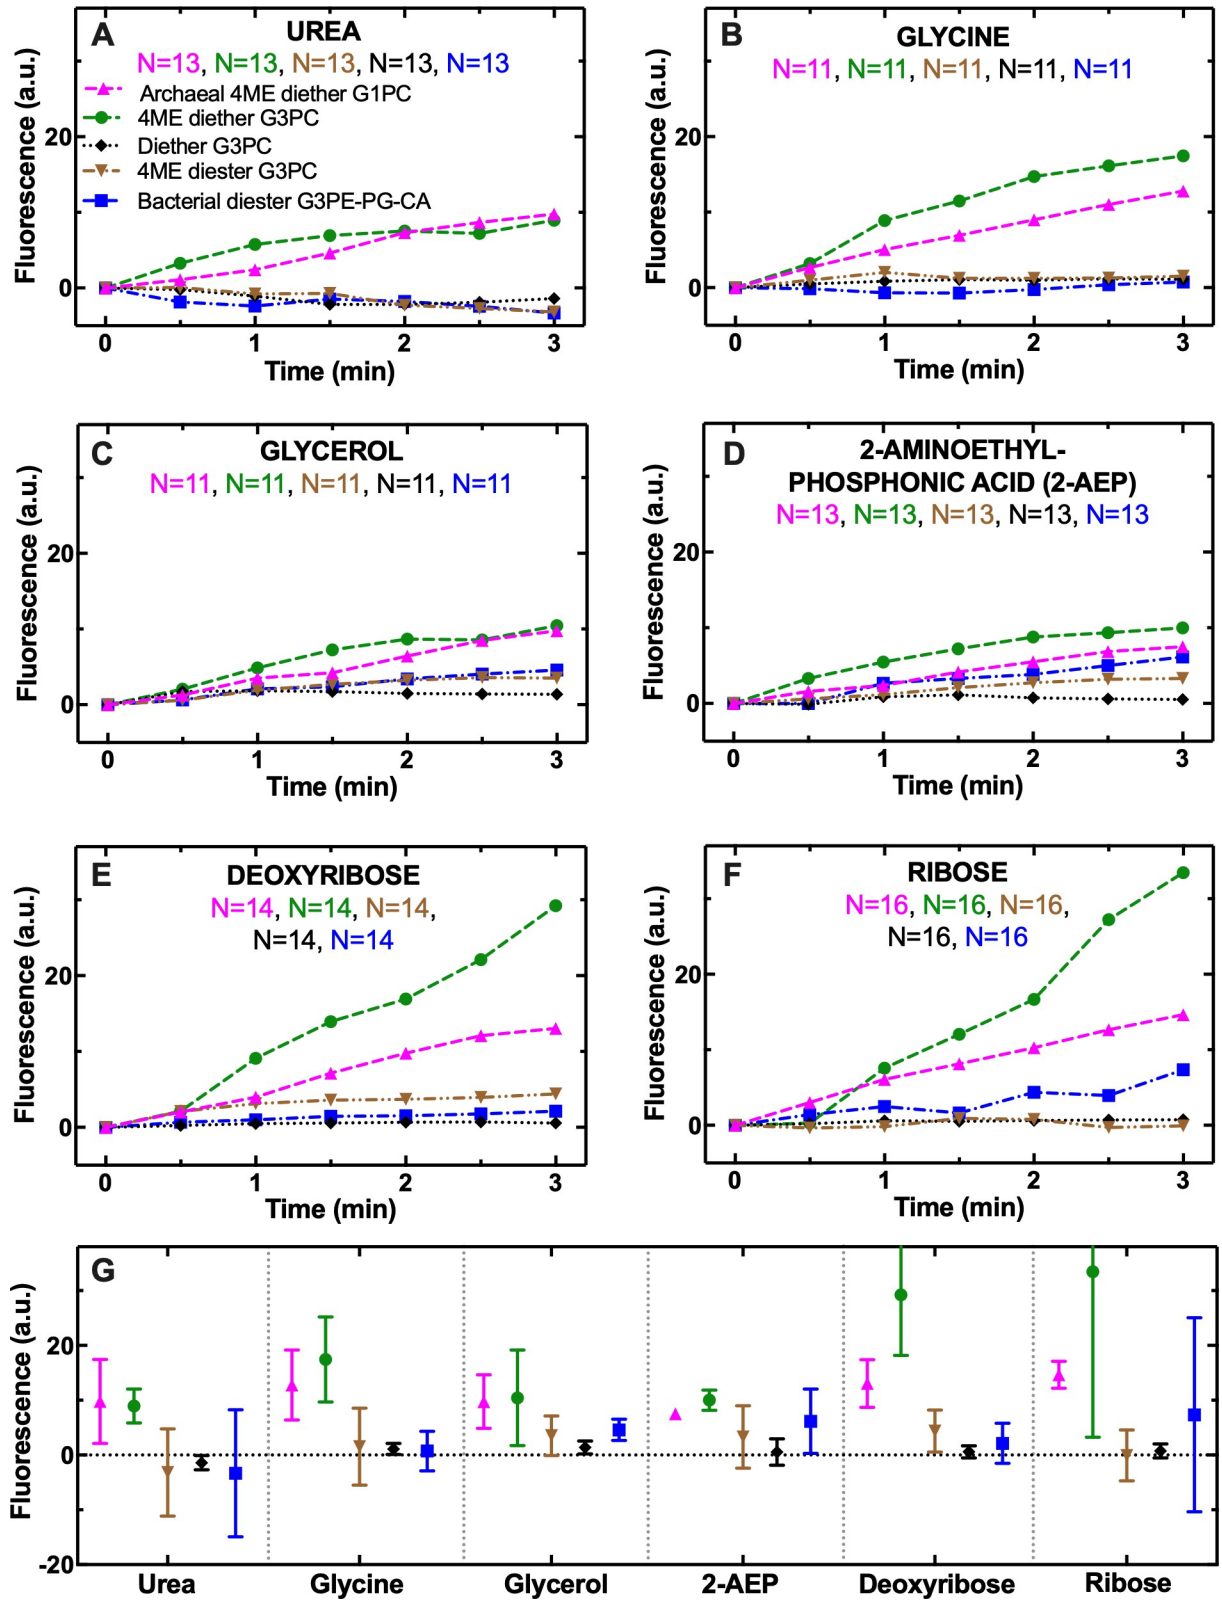 A
UREA
N=13, N=13, N=13, N=13, N=13
Archaeal 4ME diether G1PC
4ME diether G3PC
Diether G3PC
4ME diester G3PC
Bacterial diester G3PE-PG-CA
Fluorescence (a.u.)
20
0
0 1 2 3
Time (min)
B
GLYCINE
N=11, N=11, N=11, N=11, N=11
Fluorescence (a.u.)
20
0
0 1 2 3
Time (min)
C
GLYCEROL
N=11, N=11, N=11, N=11, N=11
Fluorescence (a.u.)
20
0
0 1 2 3
Time (min)
D
2-AMINOETHYL-
PHOSPHONIC ACID (2-AEP)
N=13, N=13, N=13, N=13, N=13
Fluorescence (a.u.)
20
0
0 1 2 3
Time (min)
E
DEOXYRIBOSE
N=14, N=14, N=14,
N=14, N=14
Fluorescence (a.u.)
20
0
0 1 2 3
Time (min)
F
RIBOSE
N=16, N=16, N=16,
N=16, N=16
Fluorescence (a.u.)
20
0
0 1 2 3
Time (min)
G
Fluorescence (a.u.)
20
0
-20
Urea Glycine Glycerol 2-AEP Deoxyribose Ribose